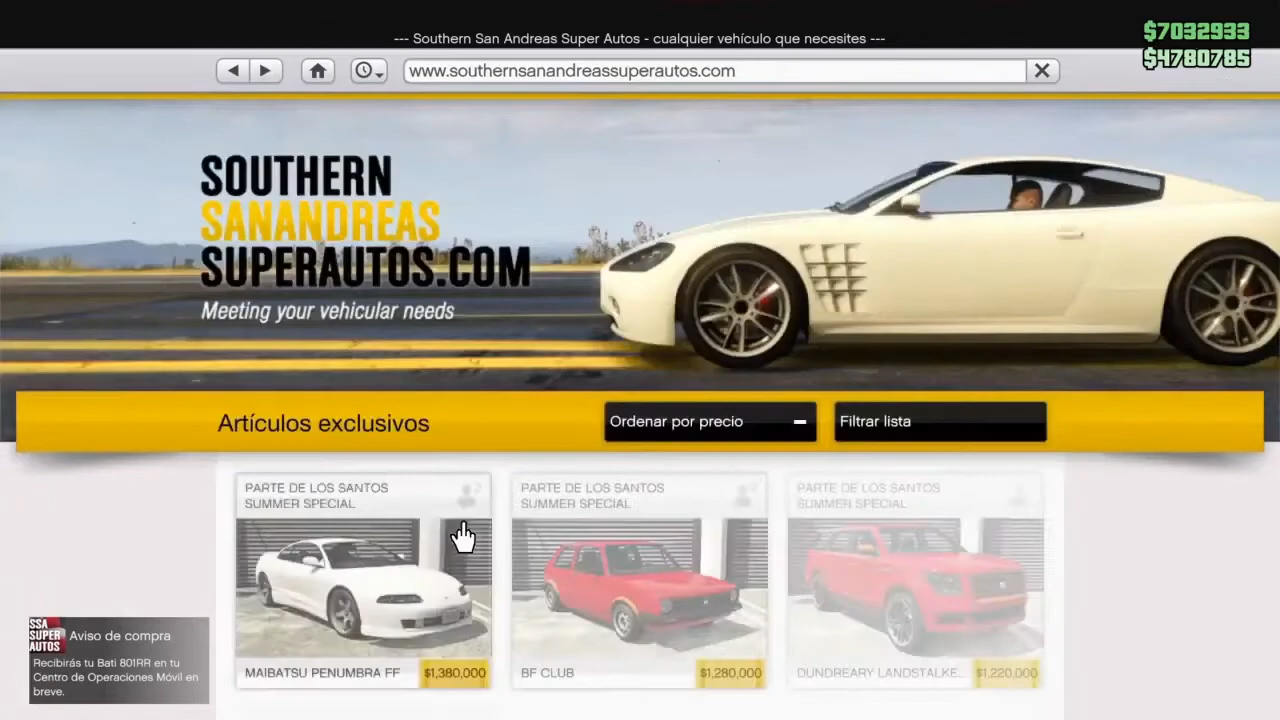 --- Southern San Andreas Super Autos - cualquier vehículo que necesites ---
$7032933
$4780785
www.southernsanandreassuperautos.com
SOUTHERN
SANANDREAS
SUPERAUTOS.COM
Meeting your vehicular needs
Artículos exclusivos
Ordenar por precio
Filtrar lista
PARTE DE LOS SANTOS
SUMMER SPECIAL
MAIBATSU PENUMBRA FF
$1,380,000
PARTE DE LOS SANTOS
SUMMER SPECIAL
BF CLUB
$1,280,000
PARTE DE LOS SANTOS
SUMMER SPECIAL
DUNDREARY LANDSTALKE...
$1,220,000
SSA
SUPER
AUTOS
Aviso de compra
Recibirás tu Bati 801RR en tu
Centro de Operaciones Móvil en
breve.